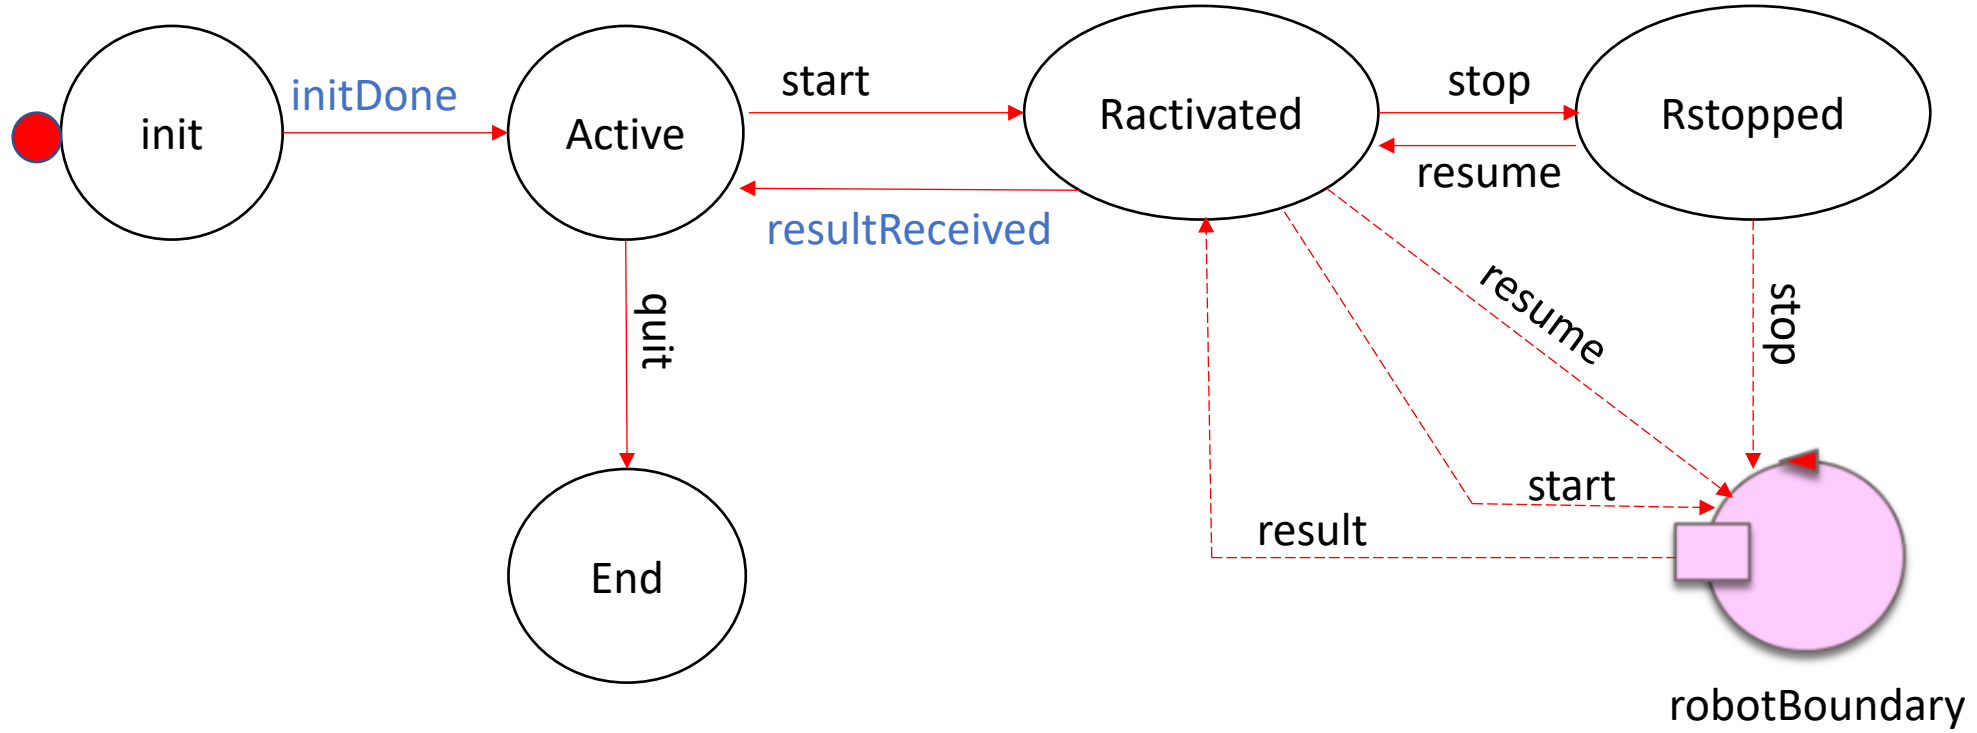 init
initDone
Active
start
Ractivated
stop
Rstopped
resume
resultReceived
quit
resume
stop
start
result
End
robotBoundary